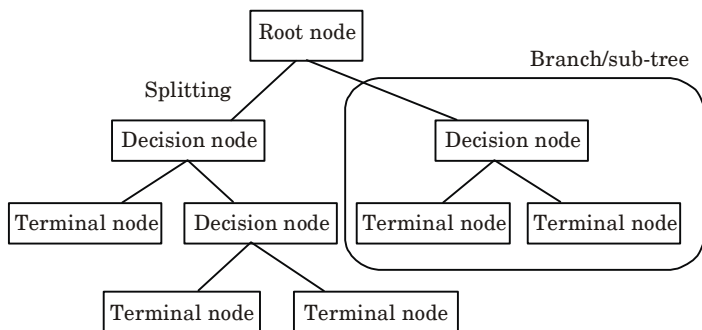 Root node
Branch/sub-tree
Splitting
Decision node
Decision node
Terminal node
Decision node
Terminal node
Terminal node
Terminal node
Terminal node